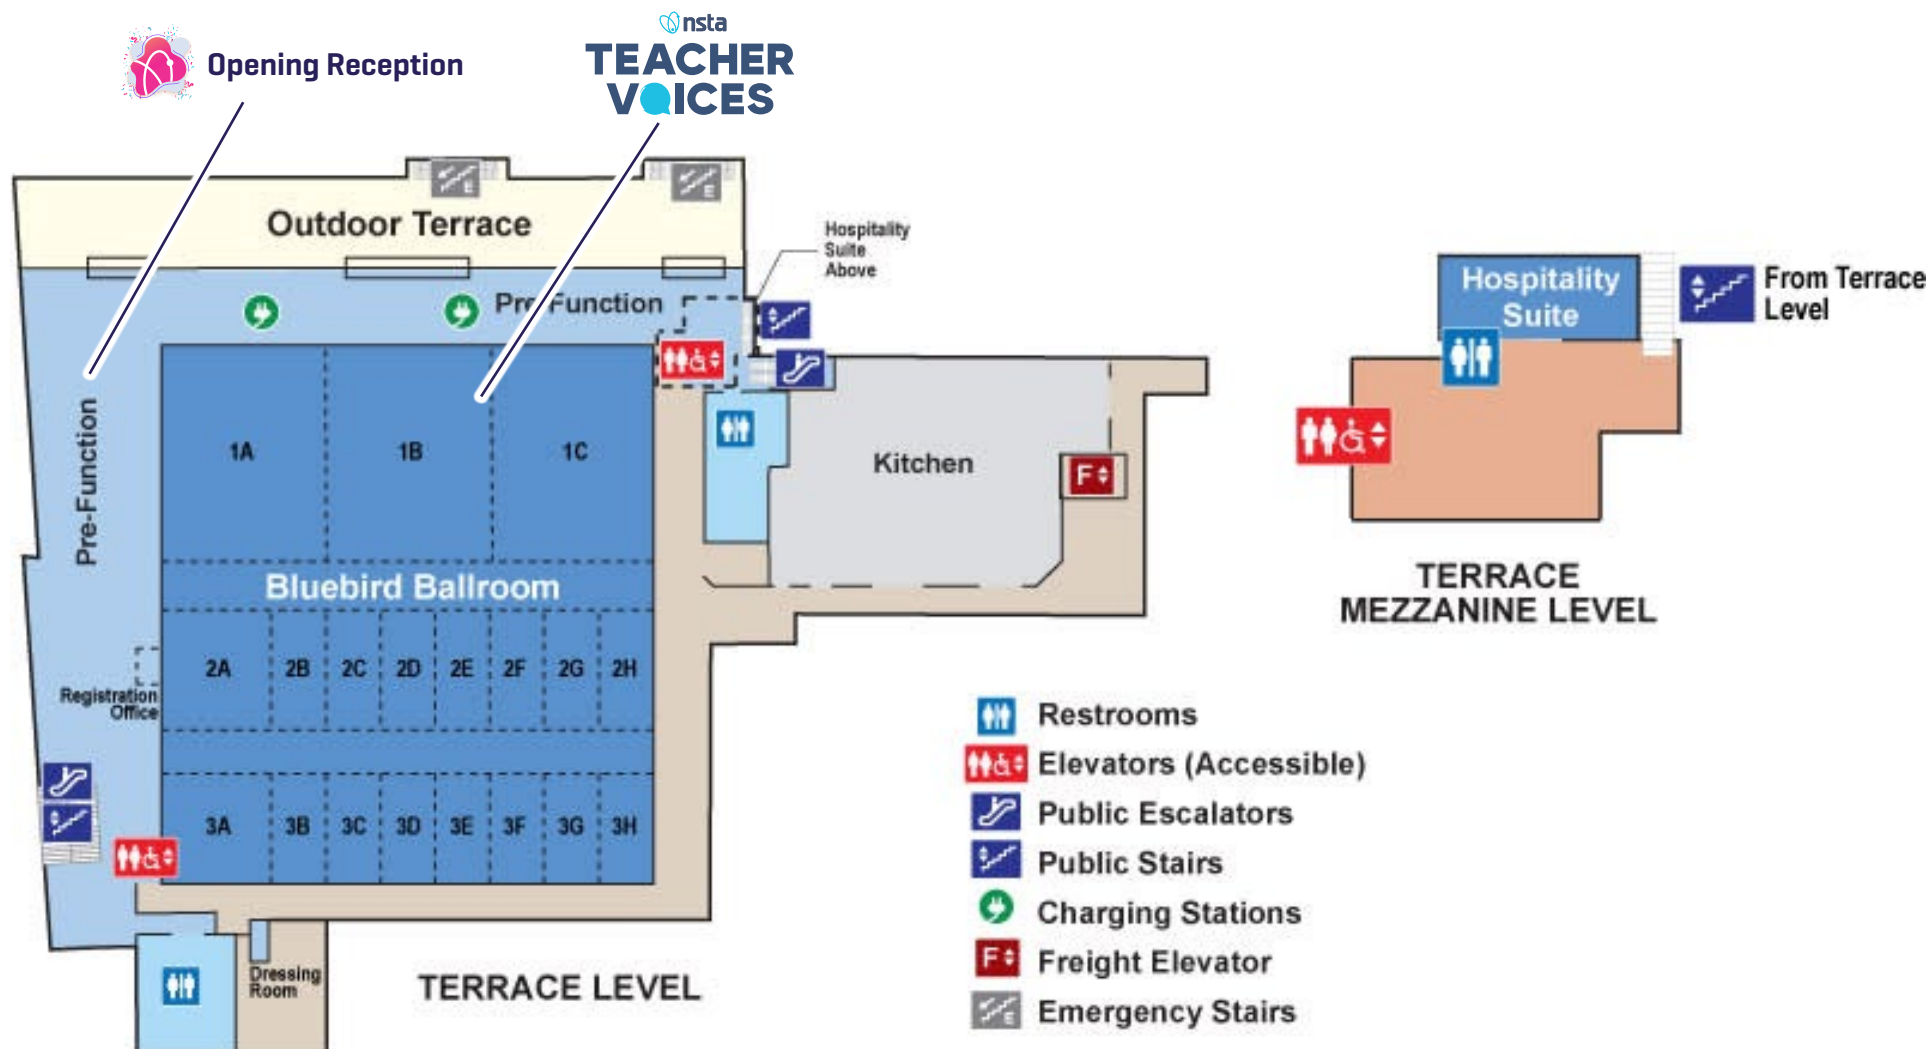 nsta
Opening Reception
TEACHER
VOICES
Outdoor Terrace
Hospitality
Suite
Above
Pre-Function
Pre-Function
1A
1B
1C
Kitchen
F
Bluebird Ballroom
2A
2B
2C
2D
2E
2F
2G
2H
Registration
Office
3A
3B
3C
3D
3E
3F
3G
3H
Dressing
Room
TERRACE LEVEL
Hospitality
Suite
From Terrace
Level
TERRACE
MEZZANINE LEVEL
Restrooms
Elevators (Accessible)
Public Escalators
Public Stairs
Charging Stations
F
Freight Elevator
E
Emergency Stairs
E
E